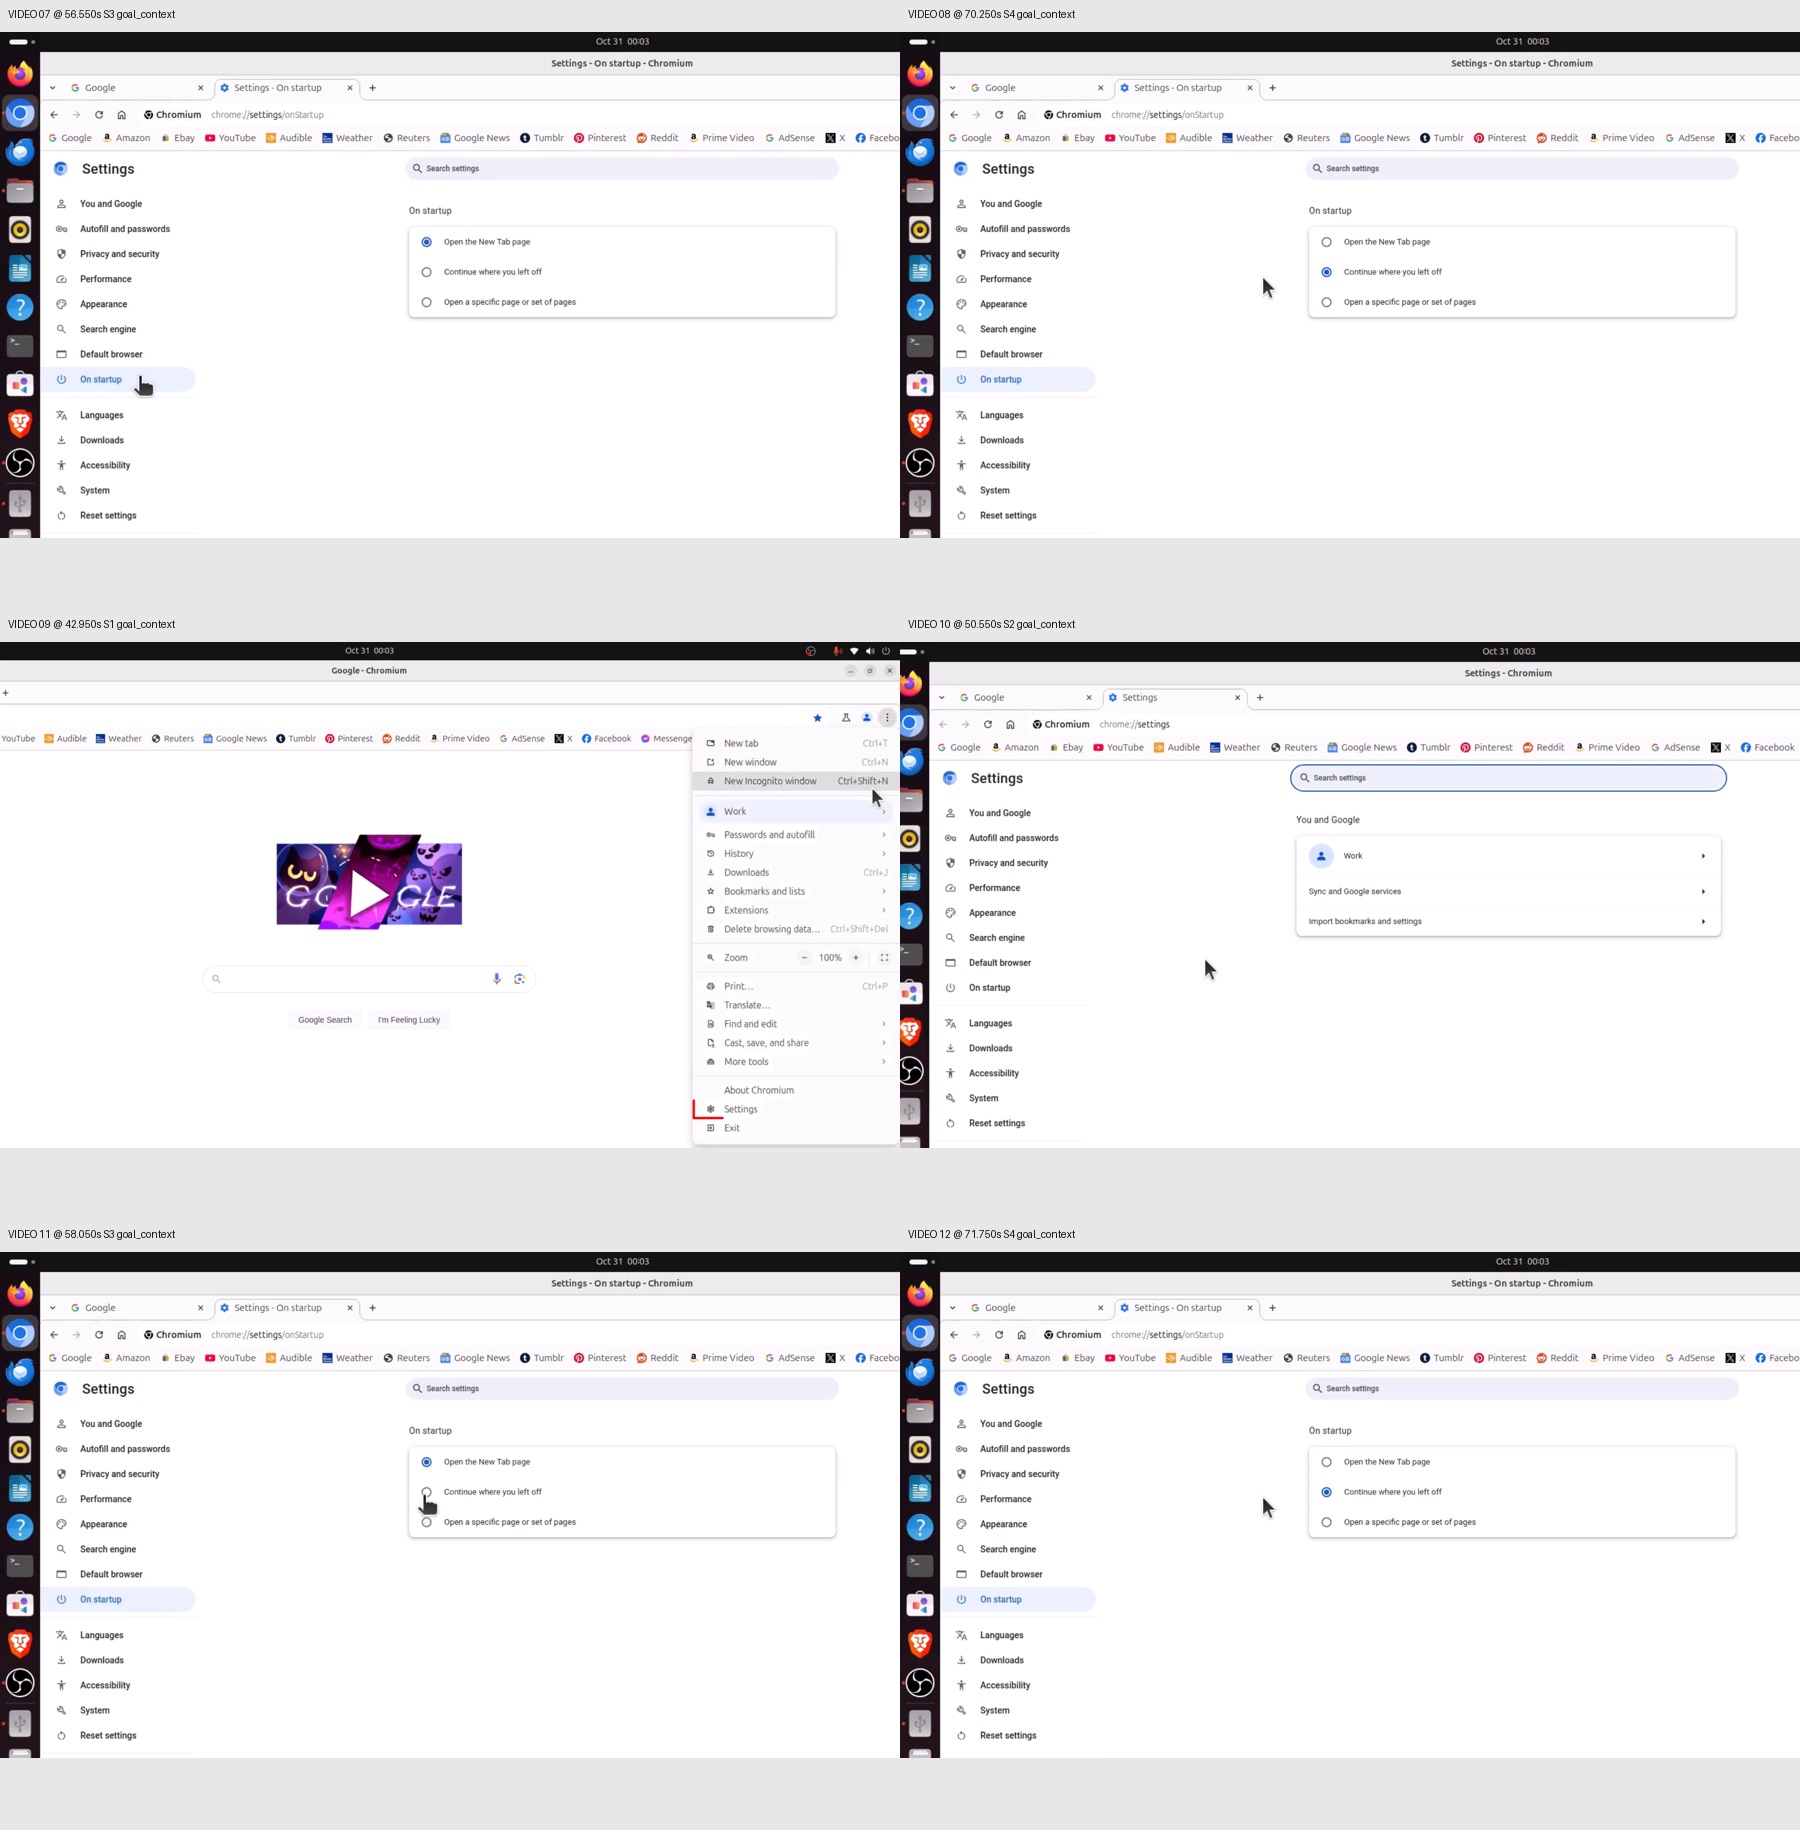 VIDEO 07 @ 56.550s S3 goal_context
Oct 31 00:03
Settings - On startup - Chromium
Google
Settings - On startup
Chromium chrome://settings/onStartup
Google Amazon Ebay YouTube Audible Weather Reuters Google News Tumblr Pinterest Reddit Prime Video AdSense X Facebo
Settings
Search settings
You and Google
Autofill and passwords
Privacy and security
Performance
Appearance
Search engine
Default browser
On startup
Languages
Downloads
Accessibility
System
Reset settings
On startup
Open the New Tab page
Continue where you left off
Open a specific page or set of pages
VIDEO 08 @ 70.250s S4 goal_context
Oct 31 00:03
Settings - On startup - Chromium
Google
Settings - On startup
Chromium chrome://settings/onStartup
Google Amazon Ebay YouTube Audible Weather Reuters Google News Tumblr Pinterest Reddit Prime Video AdSense X Facebo
Settings
Search settings
You and Google
Autofill and passwords
Privacy and security
Performance
Appearance
Search engine
Default browser
On startup
Languages
Downloads
Accessibility
System
Reset settings
On startup
Open the New Tab page
Continue where you left off
Open a specific page or set of pages
VIDEO 09 @ 42.950s S1 goal_context
Oct 31 00:03
Google - Chromium
YouTube Audible Weather Reuters Google News Tumblr Pinterest Reddit Prime Video AdSense X Facebook Messenge
GOOGLE
Google Search
I'm Feeling Lucky
New tab Ctrl+T
New window Ctrl+N
New Incognito window Ctrl+Shift+N
Work
Passwords and autofill
History
Downloads Ctrl+J
Bookmarks and lists
Extensions
Delete browsing data... Ctrl+Shift+Del
Zoom − 100% +
Print... Ctrl+P
Translate...
Find and edit
Cast, save, and share
More tools
About Chromium
Settings
Exit
VIDEO 10 @ 50.550s S2 goal_context
Oct 31 00:03
Settings - Chromium
Google
Settings
Chromium chrome://settings
Google Amazon Ebay YouTube Audible Weather Reuters Google News Tumblr Pinterest Reddit Prime Video AdSense X Facebook
Settings
Search settings
You and Google
Autofill and passwords
Privacy and security
Performance
Appearance
Search engine
Default browser
On startup
Languages
Downloads
Accessibility
System
Reset settings
You and Google
Work
Sync and Google services
Import bookmarks and settings
VIDEO 11 @ 58.050s S3 goal_context
Oct 31 00:03
Settings - On startup - Chromium
Google
Settings - On startup
Chromium chrome://settings/onStartup
Google Amazon Ebay YouTube Audible Weather Reuters Google News Tumblr Pinterest Reddit Prime Video AdSense X Facebo
Settings
Search settings
You and Google
Autofill and passwords
Privacy and security
Performance
Appearance
Search engine
Default browser
On startup
Languages
Downloads
Accessibility
System
Reset settings
On startup
Open the New Tab page
Continue where you left off
Open a specific page or set of pages
VIDEO 12 @ 71.750s S4 goal_context
Oct 31 00:03
Settings - On startup - Chromium
Google
Settings - On startup
Chromium chrome://settings/onStartup
Google Amazon Ebay YouTube Audible Weather Reuters Google News Tumblr Pinterest Reddit Prime Video AdSense X Facebo
Settings
Search settings
You and Google
Autofill and passwords
Privacy and security
Performance
Appearance
Search engine
Default browser
On startup
Languages
Downloads
Accessibility
System
Reset settings
On startup
Open the New Tab page
Continue where you left off
Open a specific page or set of pages